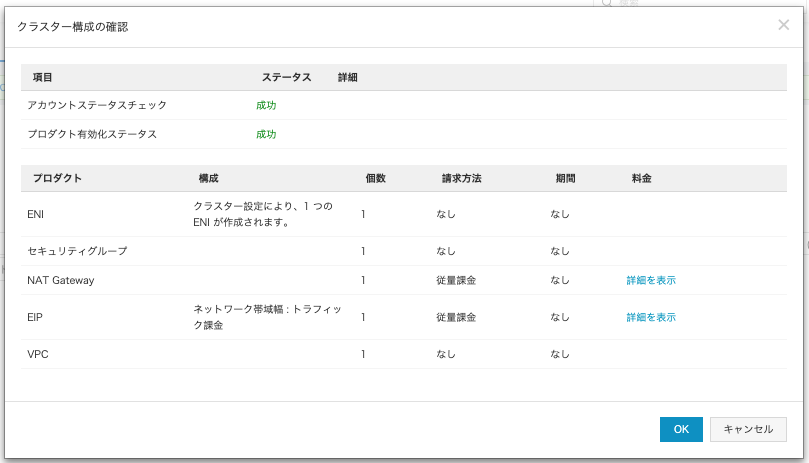 検索
クラスター構成の確認
項目 ステータス 詳細
アカウントステータスチェック 成功
プロダクト有効化ステータス 成功
プロダクト 構成 個数 請求方法 期間 料金
ENI クラスター設定により、1 つの ENI が作成されます。 1 なし なし
セキュリティグループ 1 なし なし
NAT Gateway 1 従量課金 なし 詳細を表示
EIP ネットワーク帯域幅 : トラフィック課金 1 従量課金 なし 詳細を表示
VPC 1 なし なし
OK キャンセル